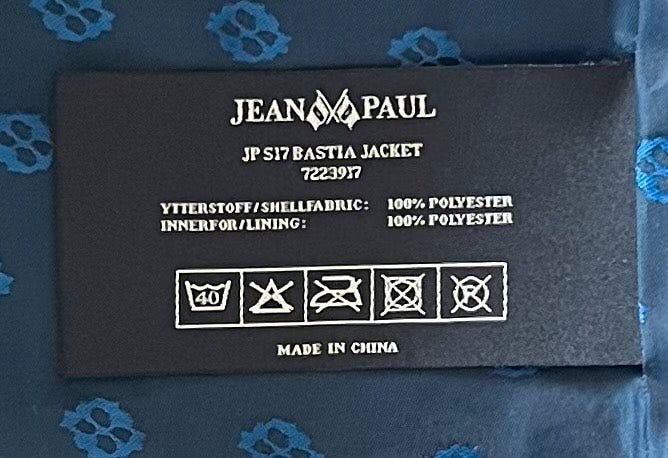 JEAN PAUL
JP S17 BASTIA JACKET
7223917
YTTERSTOFF/SHELLFABRIC: 100% POLYESTER
INNERFOR/LINING: 100% POLYESTER
40 P
MADE IN CHINA